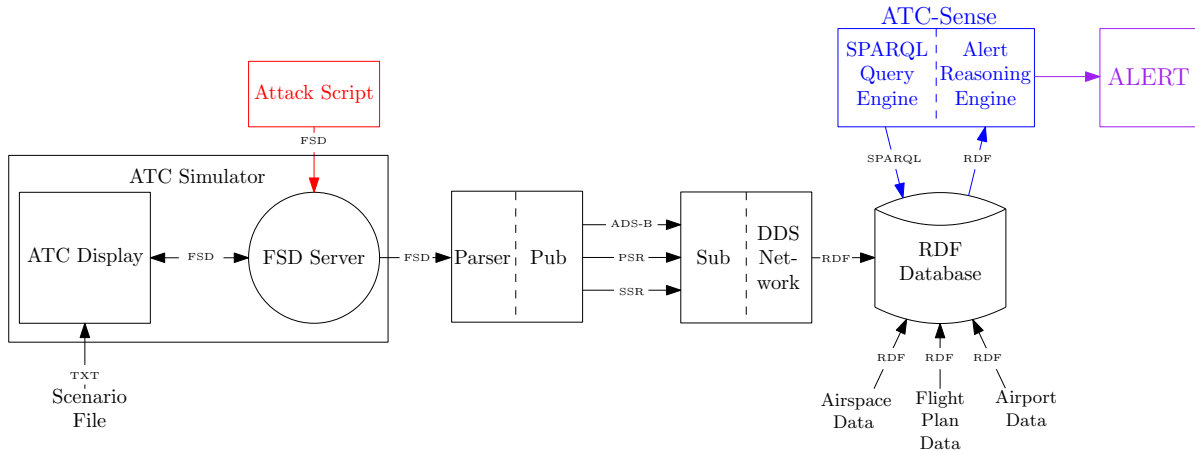 ATC-Sense
SPARQL
Query
Engine
Alert
Reasoning
Engine
ALERT
Attack Script
FSD
SPARQL
RDF
ATC Simulator
ATC Display
FSD
FSD Server
FSD
Parser
Pub
ADS-B
PSR
SSR
Sub
DDS
Net-
work
RDF
RDF
Database
TXT
Scenario
File
RDF
RDF
RDF
Airspace
Data
Flight
Plan
Data
Airport
Data